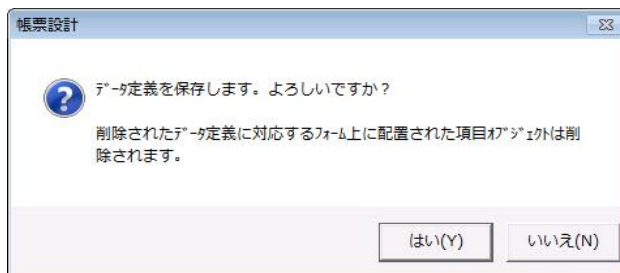 帳票設計
データ定義を保存します。よろしいですか?
削除されたデータ定義に対応するフォーム上に配置された項目オブジェクトは削
除されます。
はい(Y)
いいえ(N)